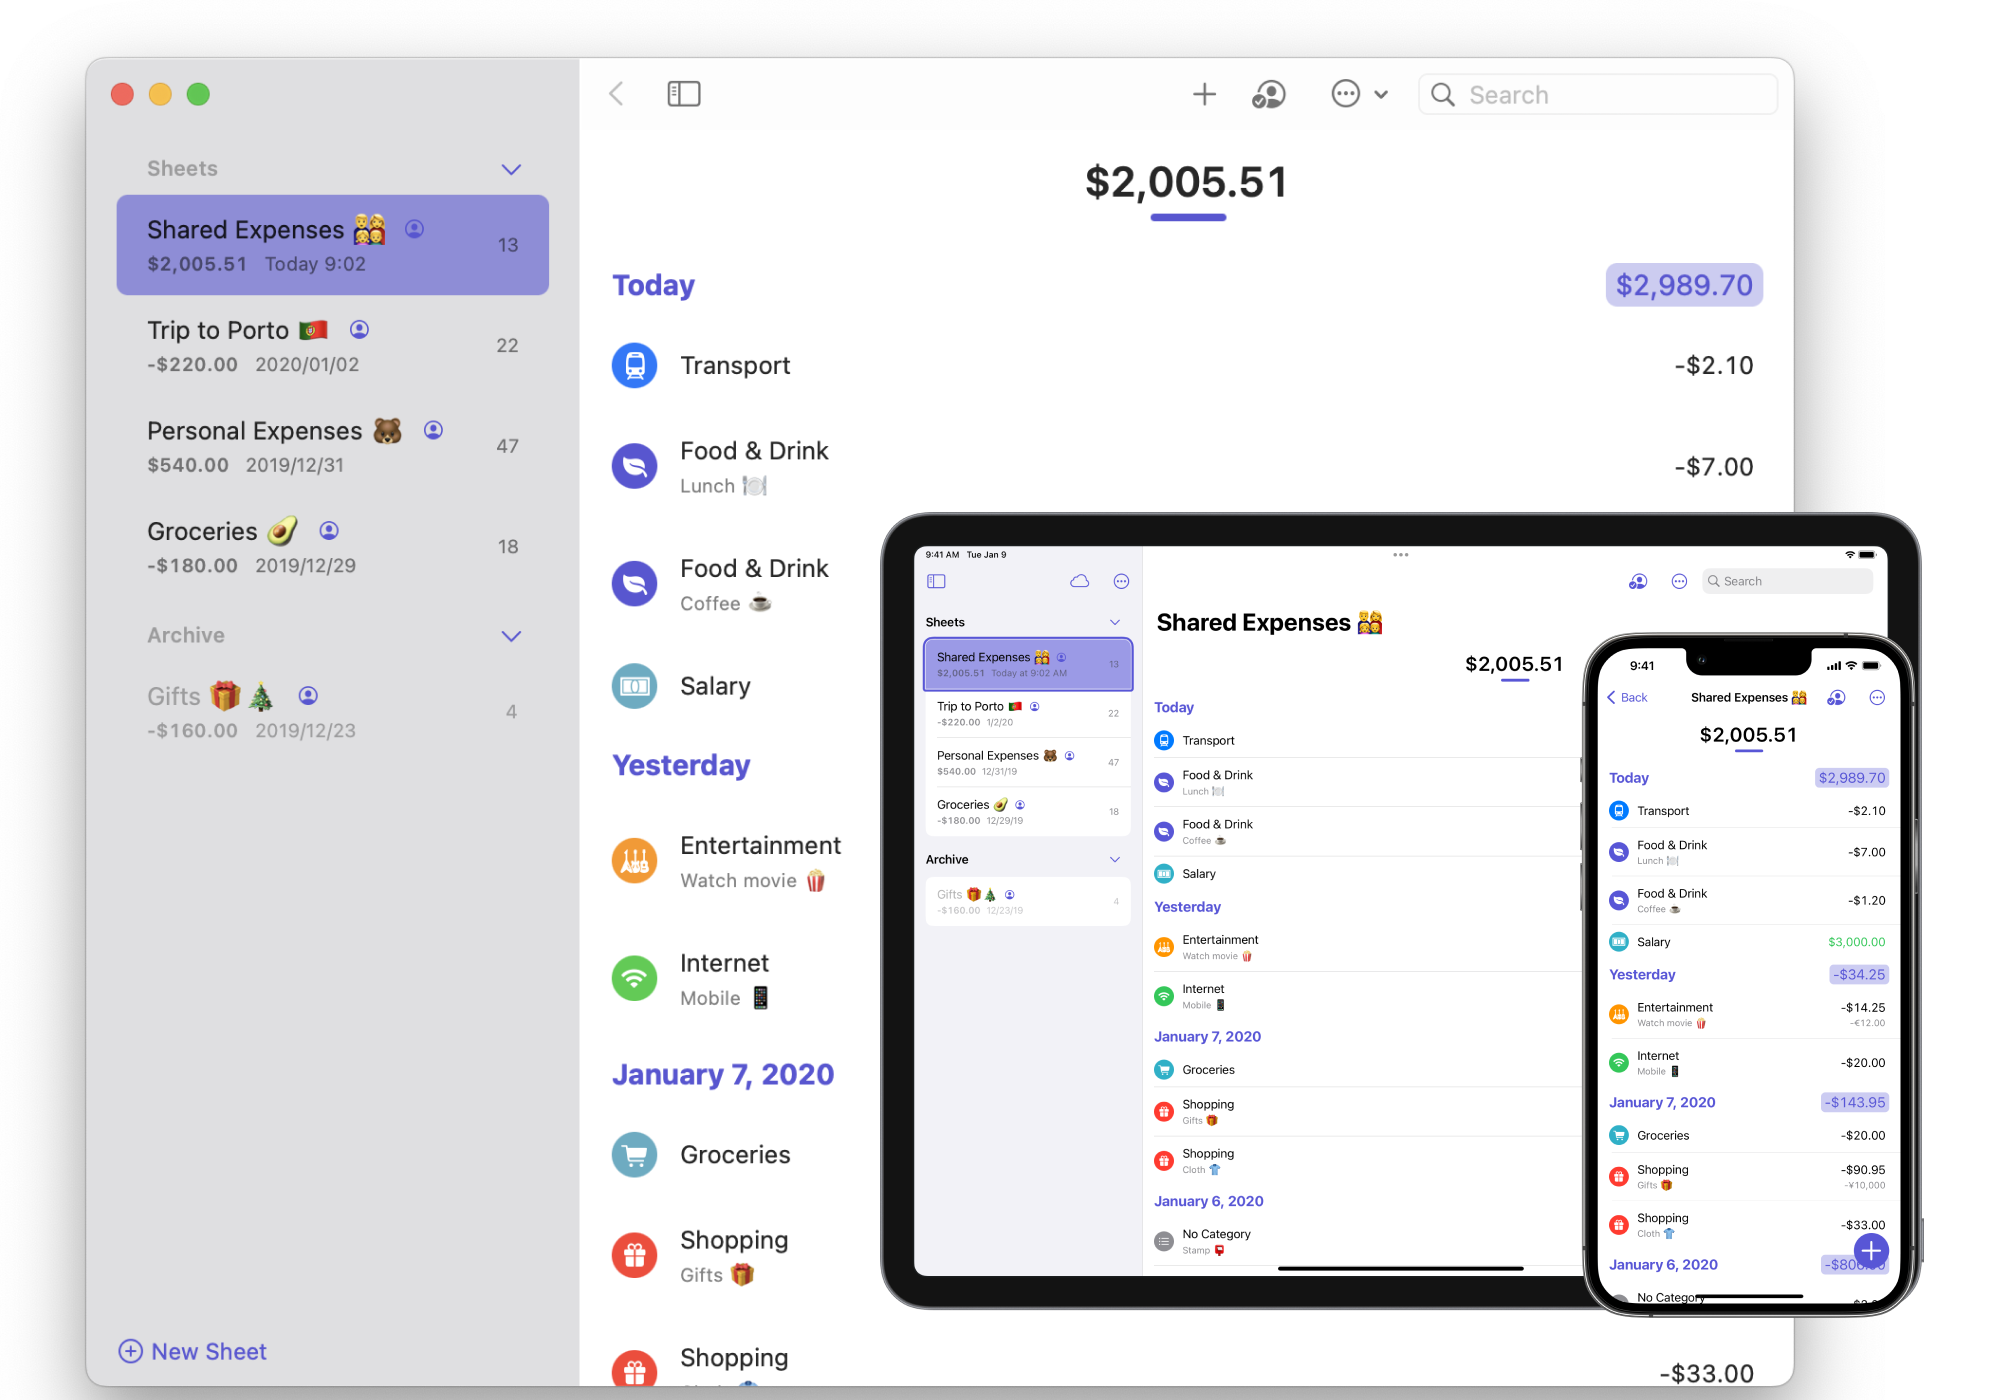 Search
Sheets
Shared Expenses 👨‍👩‍👧‍👦
13
$2,005.51 Today 9:02
Trip to Porto 🇵🇹
22
-$220.00 2020/01/02
Personal Expenses 🐻
47
$540.00 2019/12/31
Groceries 🥑
18
-$180.00 2019/12/29
Archive
Gifts 🎁🎄
4
-$160.00 2019/12/23
New Sheet
$2,005.51
Today $2,989.70
Transport -$2.10
Food & Drink
Lunch 🍽
-$7.00
Food & Drink
Coffee ☕
Salary
Yesterday
Entertainment
Watch movie 🍿
Internet
Mobile 📱
January 7, 2020
Groceries
Shopping
Gifts 🎁
Shopping
-$33.00
9:41 AM Tue Jan 9
Search
Sheets
Shared Expenses 👨‍👩‍👧‍👦
13
$2,005.51 Today at 9:02 AM
Trip to Porto 🇵🇹
22
-$220.00 1/2/20
Personal Expenses 🐻
47
$540.00 12/31/19
Groceries 🥑
18
-$180.00 12/29/19
Archive
Gifts 🎁🎄
4
-$160.00 12/23/19
Shared Expenses 👨‍👩‍👧‍👦
$2,005.51
Today
Transport
Food & Drink
Lunch 🍽
Food & Drink
Coffee ☕
Salary
Yesterday
Entertainment
Watch movie 🍿
Internet
Mobile 📱
January 7, 2020
Groceries
Shopping
Gifts 🎁
Shopping
Cloth 👕
January 6, 2020
No Category
Stamp 📮
9:41
Back Shared Expenses 👨‍👩‍👧‍👦
$2,005.51
Today $2,989.70
Transport -$2.10
Food & Drink
Lunch 🍽
-$7.00
Food & Drink
Coffee ☕
-$1.20
Salary $3,000.00
Yesterday -$34.25
Entertainment -$14.25
Watch movie 🍿 -€12.00
Internet
Mobile 📱
-$20.00
January 7, 2020 -$143.95
Groceries -$20.00
Shopping -$90.95
Gifts 🎁 -¥10,000
Shopping
Cloth 👕
-$33.00
January 6, 2020
No Category